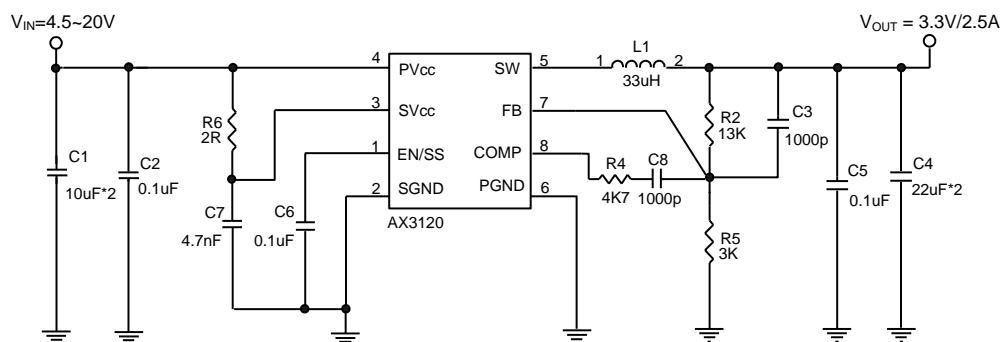 V_IN=4.5~20V
V_OUT = 3.3V/2.5A
4 PVcc SW 5 1 L1 2
33uH
3 SVcc FB 7
R6
2R
R2
13K
C3
1000p
1 EN/SS COMP 8
R4
4K7
C8
1000p
C1
10uF*2
C2
0.1uF
2 SGND PGND 6
AX3120
C7
4.7nF
C6
0.1uF
R5
3K
C5
0.1uF
C4
22uF*2